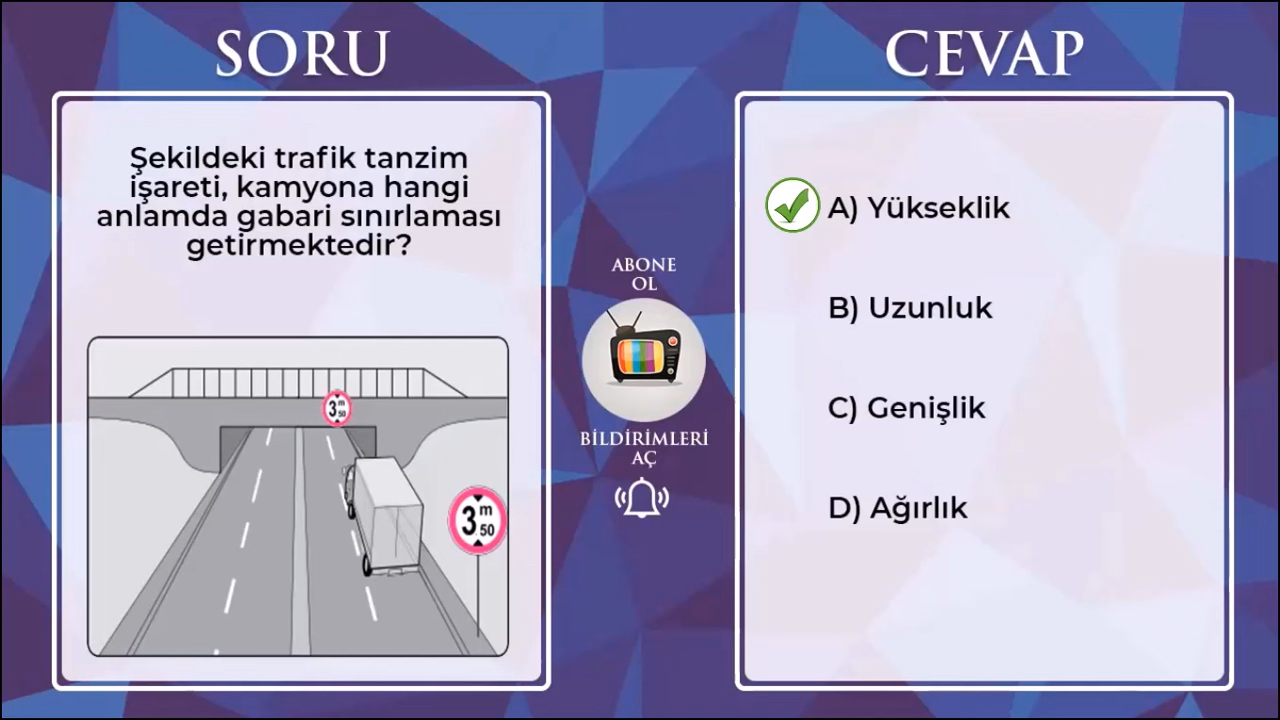 SORU
Şekildeki trafik tanzim
işareti, kamyona hangi
anlamda gabari sınırlaması
getirmektedir?
3 m 50
3 m 50
ABONE
OL
BİLDİRİMLERİ
AÇ
CEVAP
A) Yükseklik
B) Uzunluk
C) Genişlik
D) Ağırlık